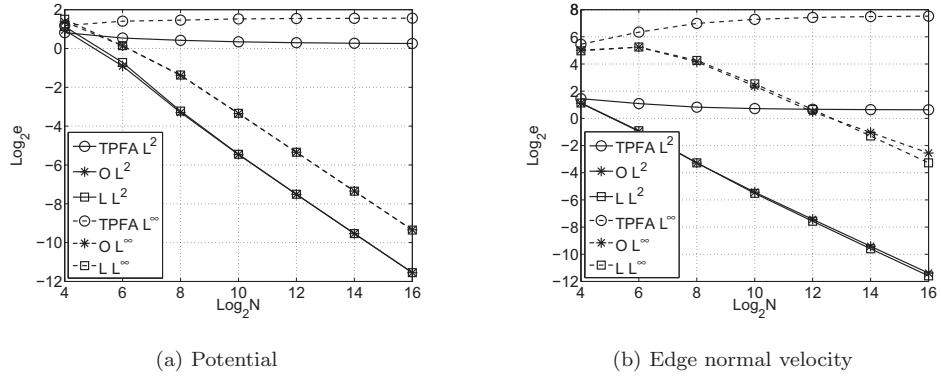 2
0
−2
−4
−6
−8
−10
−12
Log₂e
4 6 8 10 12 14 16
Log₂N
TPFA L²
O L²
L L²
TPFA L∞
O L∞
L L∞
(a) Potential
8
6
4
2
0
−2
−4
−6
−8
−10
−12
Log₂e
4 6 8 10 12 14 16
Log₂N
TPFA L²
O L²
L L²
TPFA L∞
O L∞
L L∞
(b) Edge normal velocity